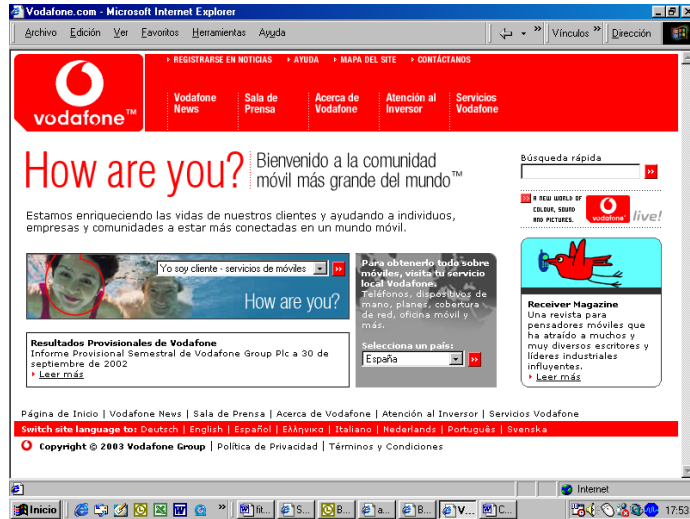 Vodafone.com - Microsoft Internet Explorer
Archivo Edición Ver Favoritos Herramientas Ayuda » Vínculos » Dirección
REGISTRARSE EN NOTICIAS AYUDA MAPA DEL SITE CONTÁCTANOS
vodafone™
Vodafone News
Sala de Prensa
Acerca de Vodafone
Atención al Inversor
Servicios Vodafone
How are you?
Bienvenido a la comunidad
móvil más grande del mundo™
Búsqueda rápida
Estamos enriqueciendo las vidas de nuestros clientes y ayudando a individuos,
empresas y comunidades a estar más conectadas en un mundo móvil.
A NEW WORLD OF
COLOUR, SOUND
AND PICTURES.
vodafone
live!
Yo soy cliente - servicios de móviles
How are you?
Para obtenerlo todo sobre
móviles, visita tu servicio
local Vodafone.
Teléfonos, dispositivos de
mano, planes, cobertura
de red, oficina móvil y
más.
Selecciona un país:
España
Resultados Provisionales de Vodafone
Informe Provisional Semestral de Vodafone Group Plc a 30 de
septiembre de 2002
Leer más
Receiver Magazine
Una revista para
pensadores móviles que
ha atraído a muchos y
muy diversos escritores y
líderes industriales
influyentes.
Leer más
Página de Inicio | Vodafone News | Sala de Prensa | Acerca de Vodafone | Atención al Inversor | Servicios Vodafone
Switch site language to: Deutsch | English | Español | Ελληνικα | Italiano | Nederlands | Português | Svenska
Copyright © 2003 Vodafone Group | Política de Privacidad | Términos y Condiciones
Internet
Inicio » fit... S... B... a... B... V... C... 17:53